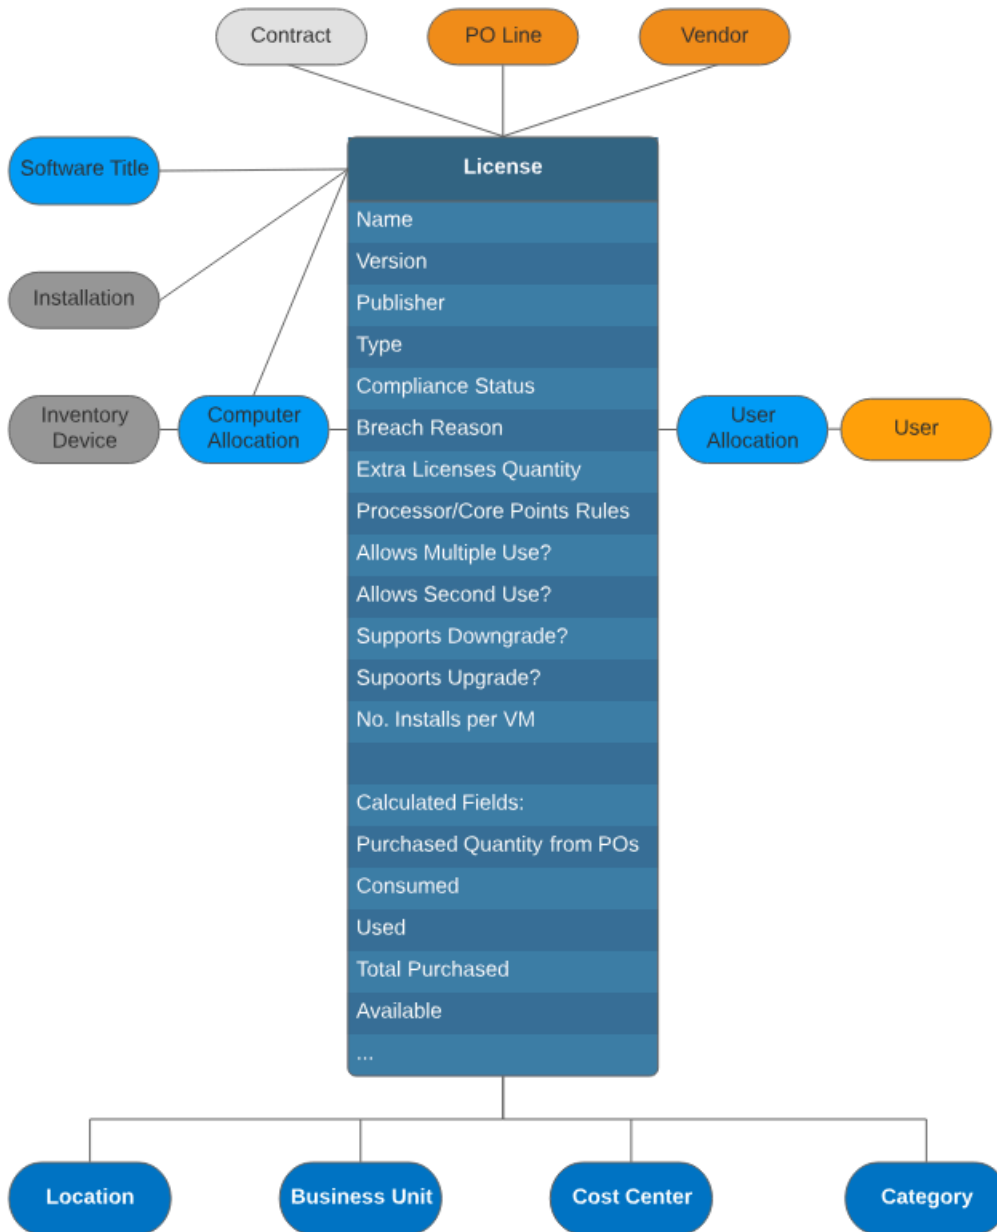 Contract
PO Line
Vendor
Software Title
Installation
Inventory
Device
Computer
Allocation
License
Name
Version
Publisher
Type
Compliance Status
Breach Reason
Extra Licenses Quantity
Processor/Core Points Rules
Allows Multiple Use?
Allows Second Use?
Supports Downgrade?
Supoorts Upgrade?
No. Installs per VM
Calculated Fields:
Purchased Quantity from POs
Consumed
Used
Total Purchased
Available
...
User
Allocation
User
Location
Business Unit
Cost Center
Category